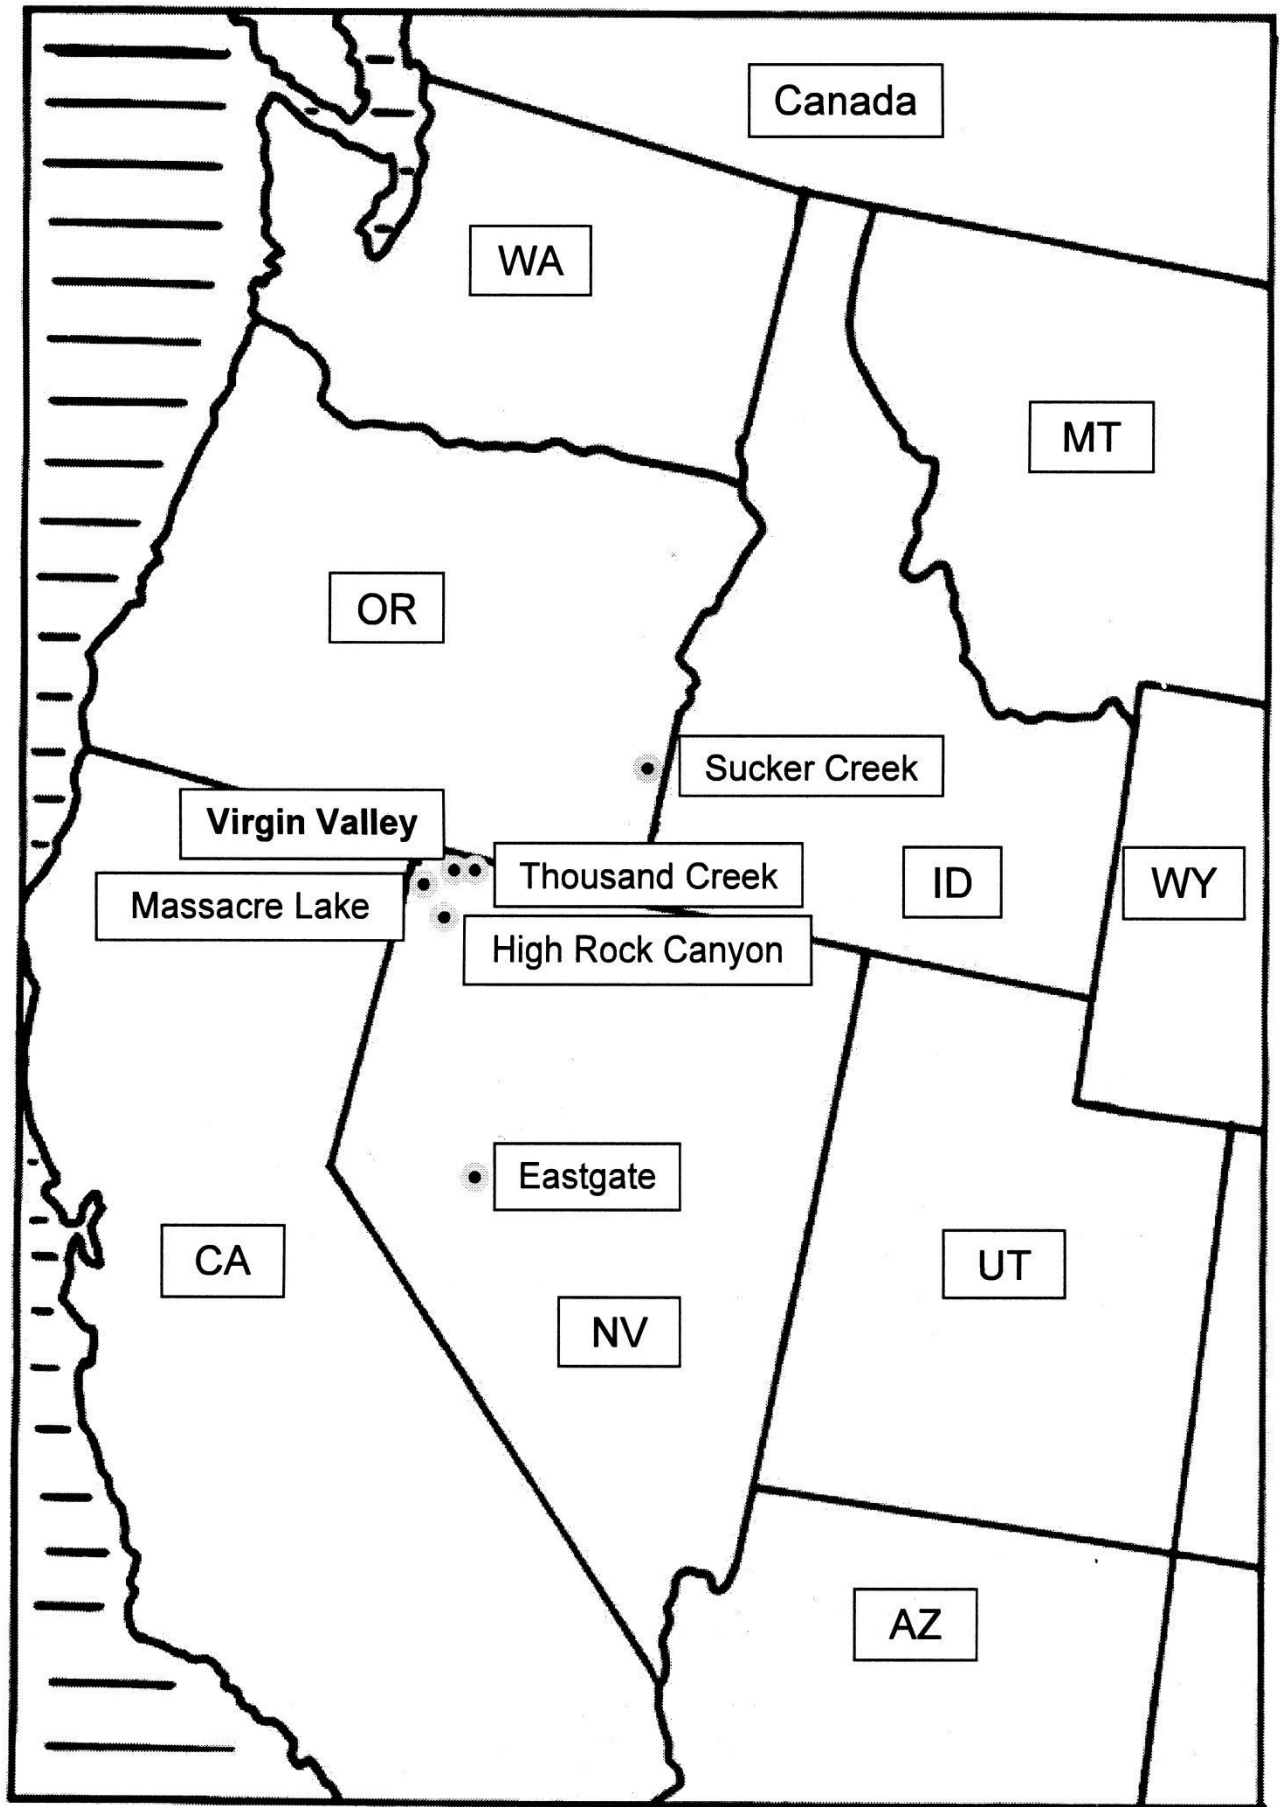 Canada
WA
MT
OR
Sucker Creek
Virgin Valley
Thousand Creek
ID
WY
Massacre Lake
High Rock Canyon
Eastgate
CA
UT
NV
AZ